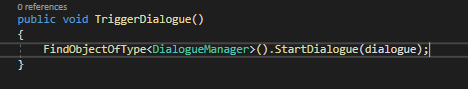 0 references
public void TriggerDialogue()
{
FindObjectOfType<DialogueManager>().StartDialogue(dialogue);
}